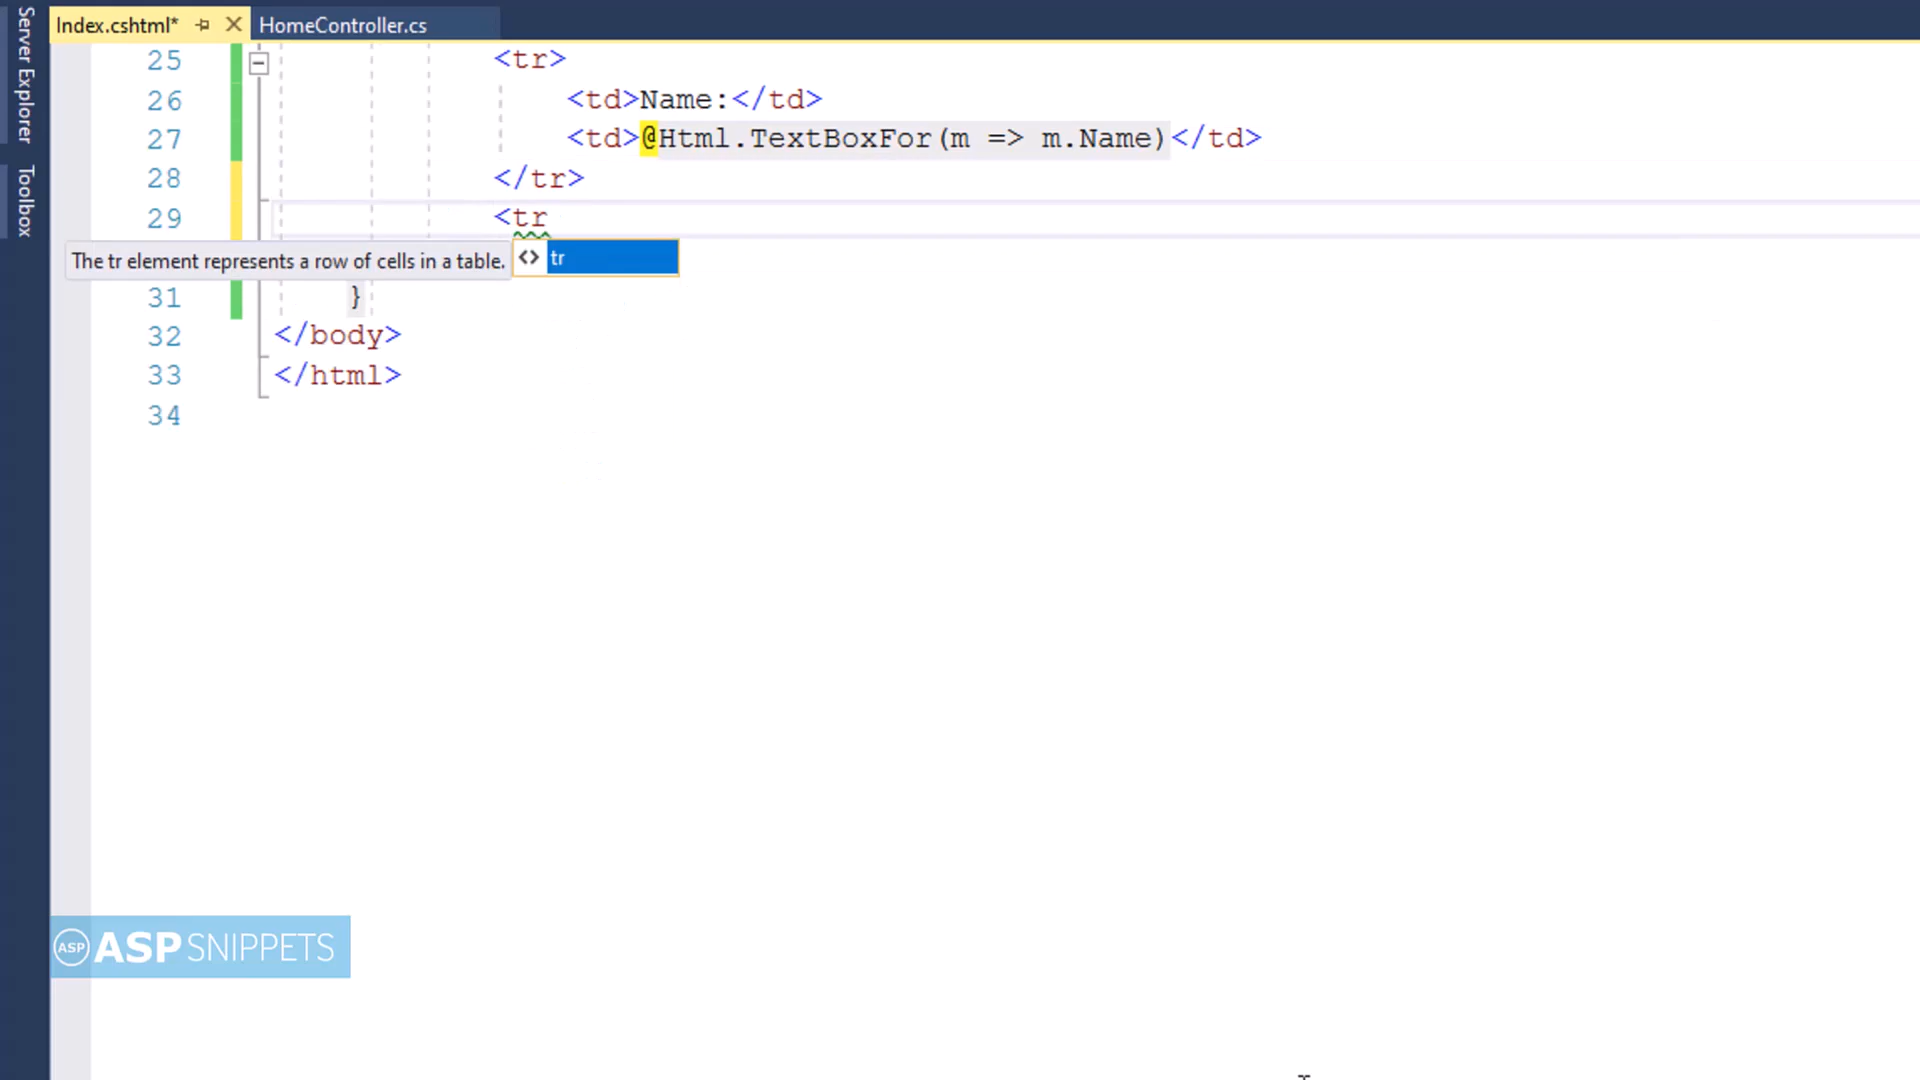 Server Explorer
Toolbox
Index.cshtml*
HomeController.cs
25 <tr>
26 <td>Name:</td>
27 <td>@Html.TextBoxFor(m => m.Name)</td>
28 </tr>
29 <tr
The tr element represents a row of cells in a table.
<> tr
31 }
32 </body>
33 </html>
34
ASP ASPSNIPPETS